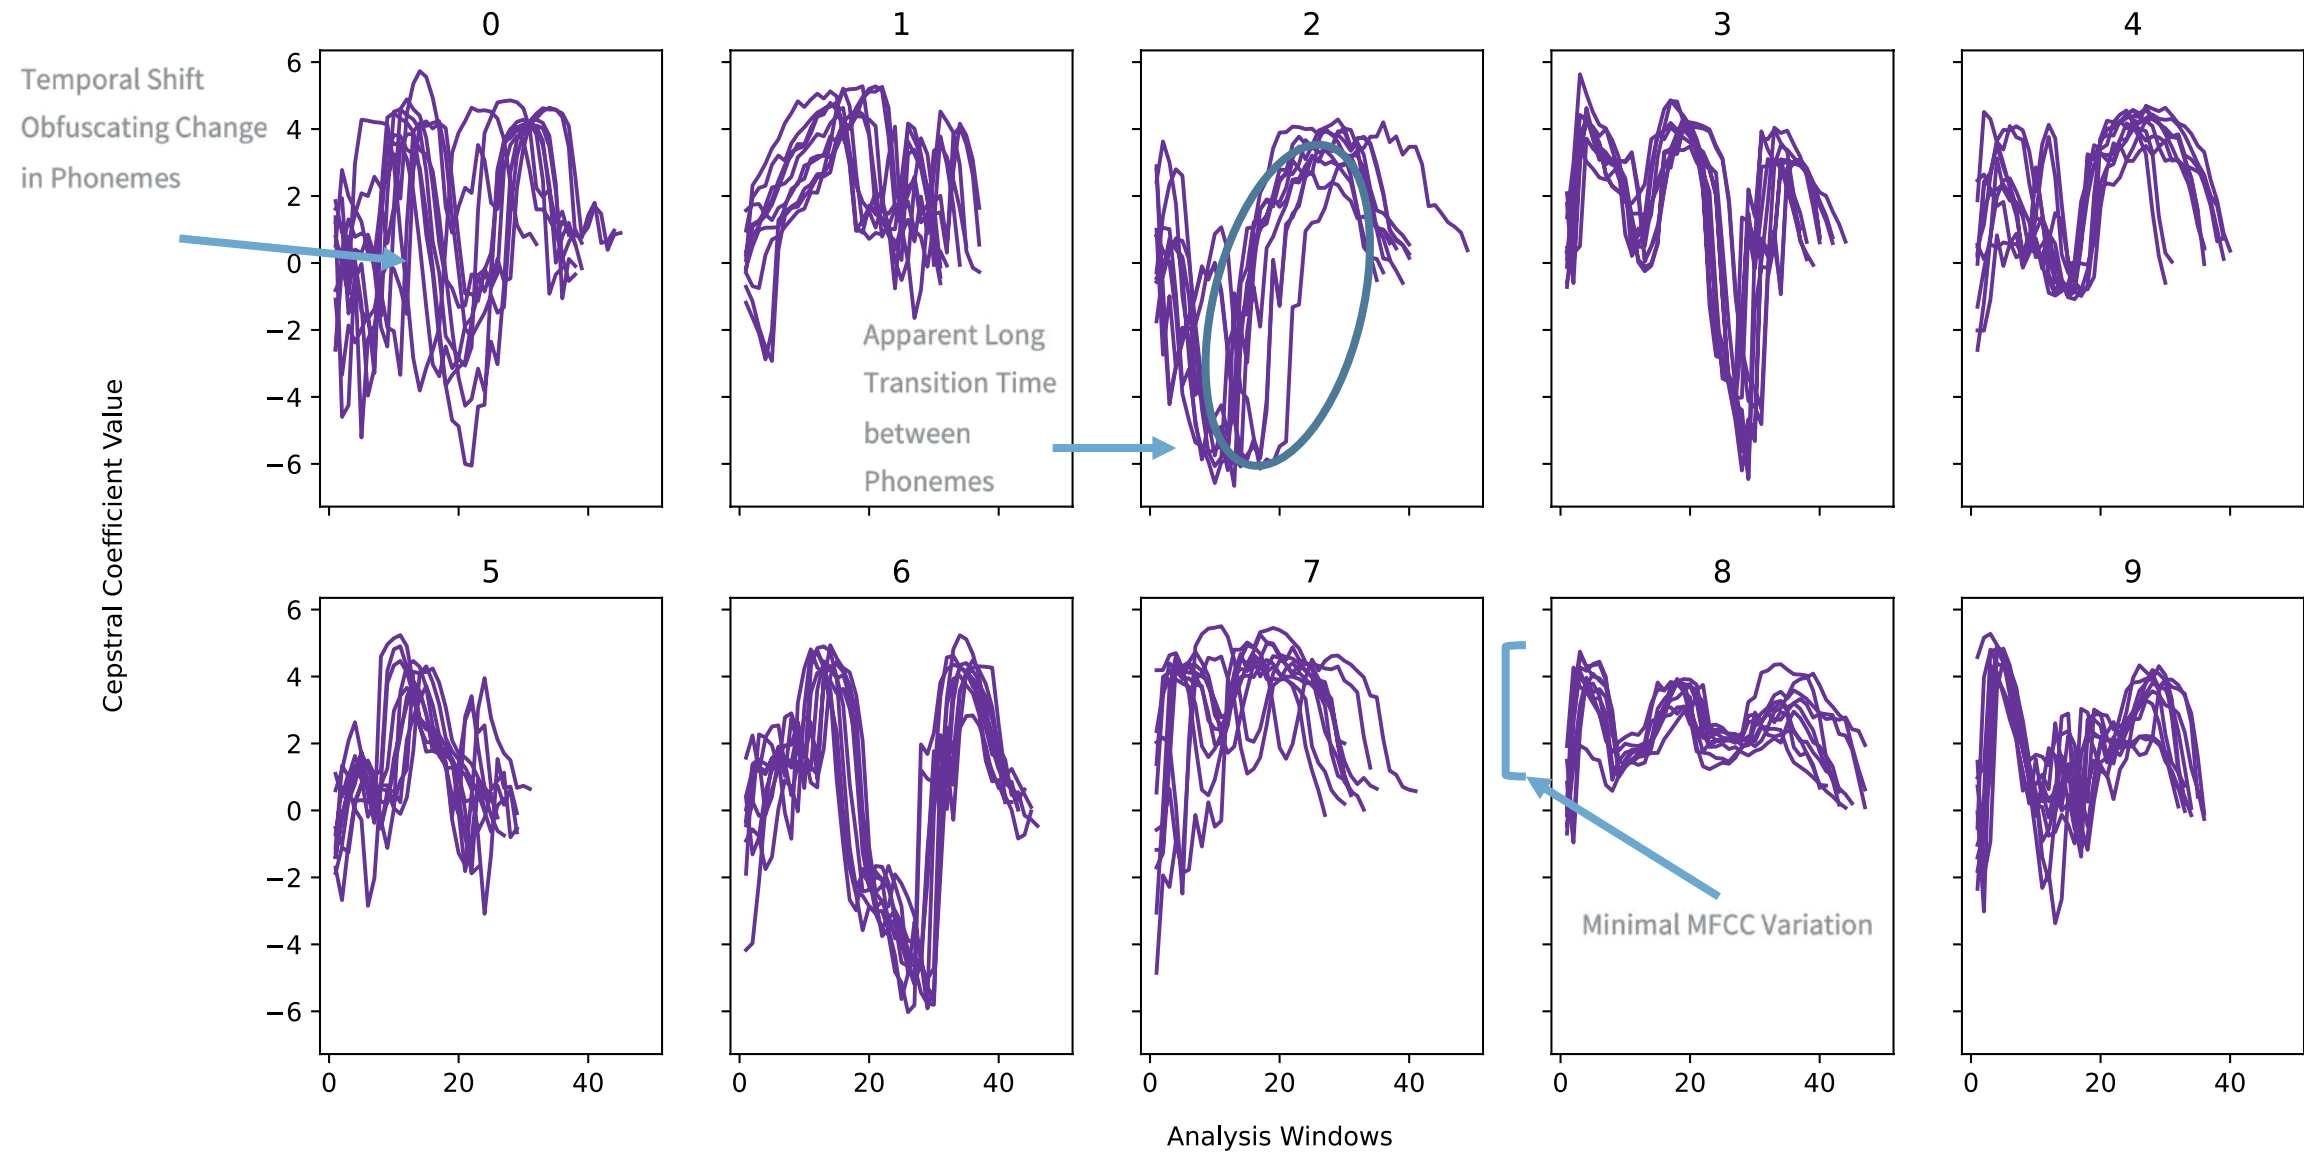 0 1 2 3 4
Temporal Shift
Obfuscating Change
in Phonemes
6
4
2
0
−2
−4
−6
Apparent Long
Transition Time
between
Phonemes
Cepstral Coefficient Value
5 6 7 8 9
6
4
2
0
−2
−4
−6
Minimal MFCC Variation
0 20 40 0 20 40 0 20 40 0 20 40 0 20 40
Analysis Windows